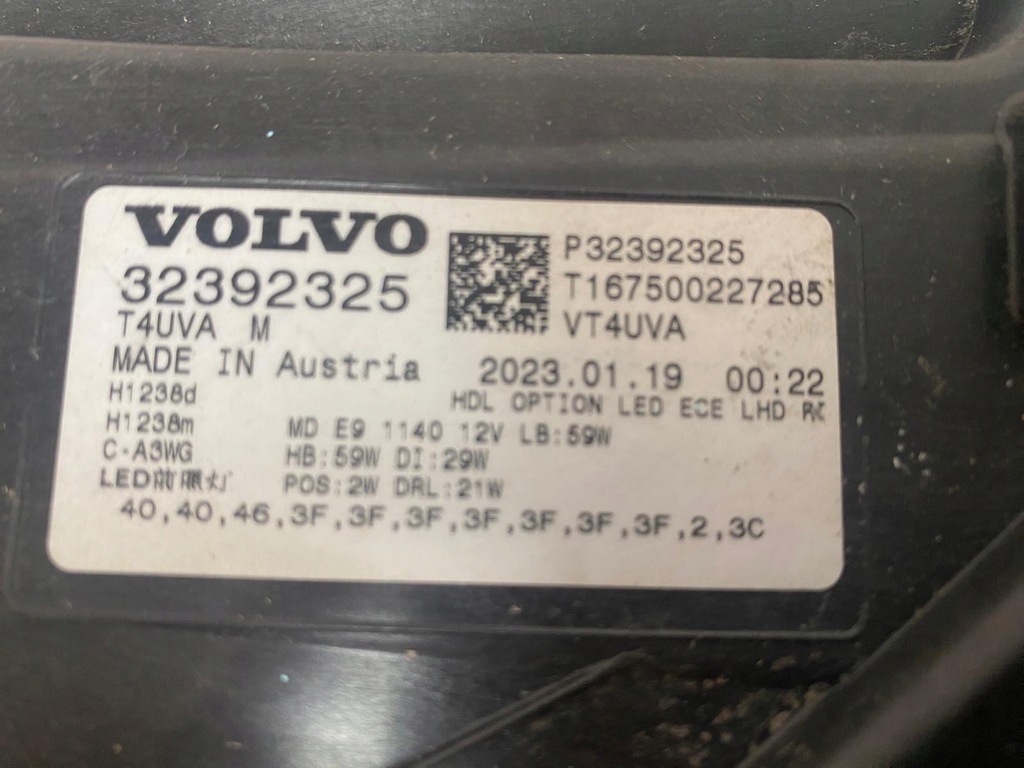 VOLVO
32392325
T4UVA M
P32392325
T167500227285
VT4UVA
MADE IN Austria 2023.01.19 00:22
HDL OPTION LED ECE LHD
H1238d
H1238m
C-A3WG
LED前照灯
MD E9 1140 12V LB:59W
HB:59W DI:29W
POS:2W DRL:21W
40,40,46,3F,3F,3F,3F,3F,3F,3F,2,3C